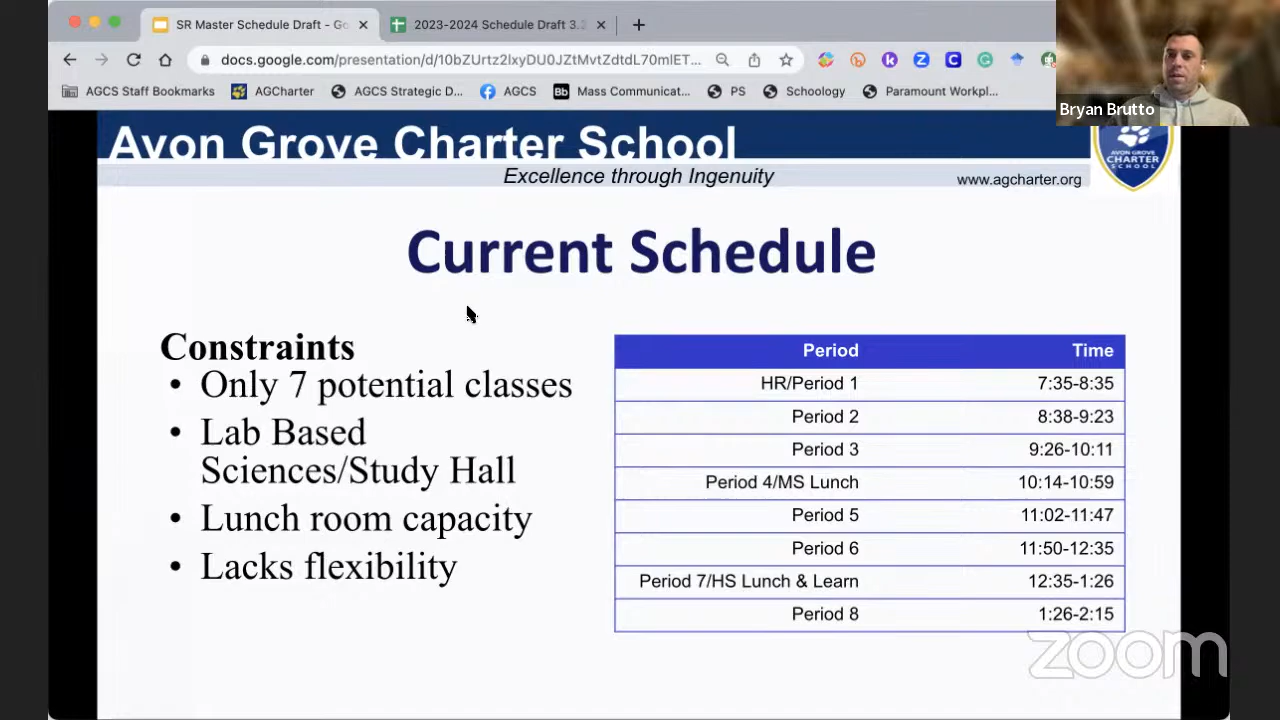 SR Master Schedule Draft - Go
2023-2024 Schedule Draft 3.
docs.google.com/presentation/d/10bZURtz2lxyDU0JZtMvtZdtdL70mlET...
AGCS Staff Bookmarks
AGCharter
AGCS Strategic D...
AGCS
Bb Mass Communicat...
PS
Schoology
Paramount Workpl...
Bryan Brutto
Avon Grove Charter School
AVON GROVE
CHARTER
SCHOOL
Excellence through Ingenuity
www.agcharter.org
Current Schedule
Constraints
• Only 7 potential classes
• Lab Based
Sciences/Study Hall
• Lunch room capacity
• Lacks flexibility
Period Time
HR/Period 1 7:35-8:35
Period 2 8:38-9:23
Period 3 9:26-10:11
Period 4/MS Lunch 10:14-10:59
Period 5 11:02-11:47
Period 6 11:50-12:35
Period 7/HS Lunch & Learn 12:35-1:26
Period 8 1:26-2:15
zoom